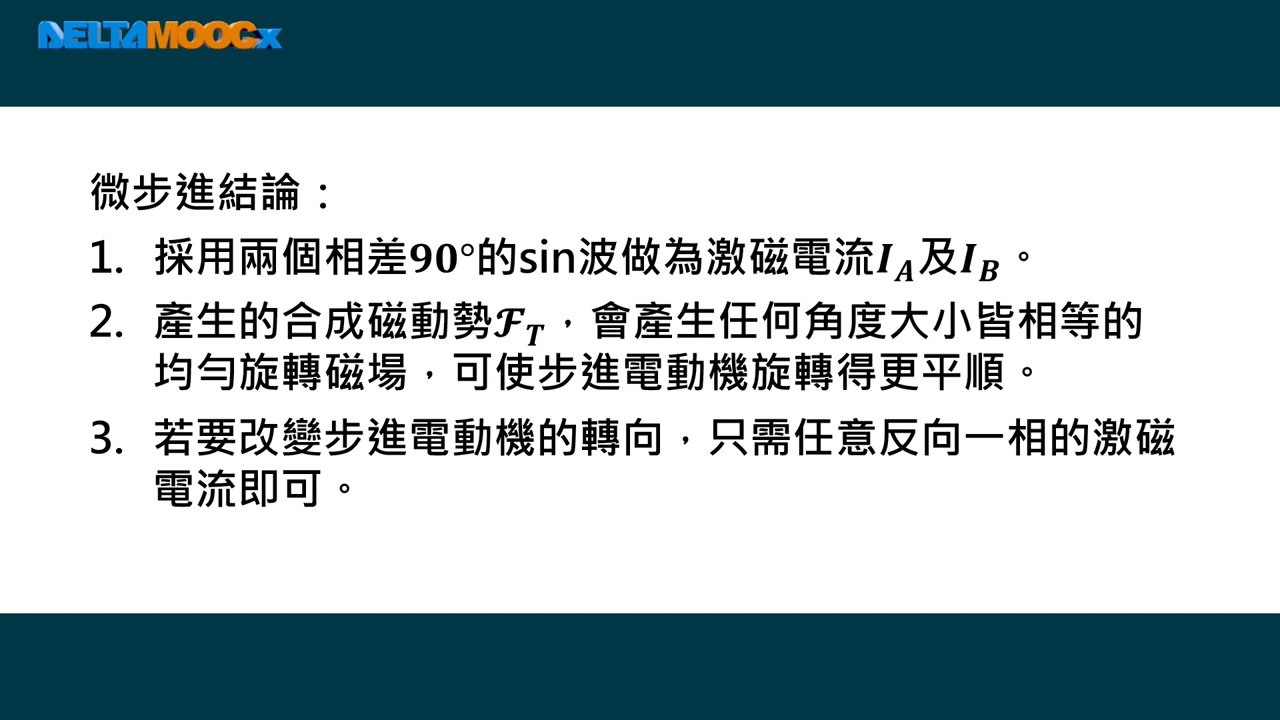 DELTAMOOCx
微步進結論：
1. 採用兩個相差90°的sin波做為激磁電流I_A及I_B。
2. 產生的合成磁動勢ℱ_T，會產生任何角度大小皆相等的
均勻旋轉磁場，可使步進電動機旋轉得更平順。
3. 若要改變步進電動機的轉向，只需任意反向一相的激磁
電流即可。